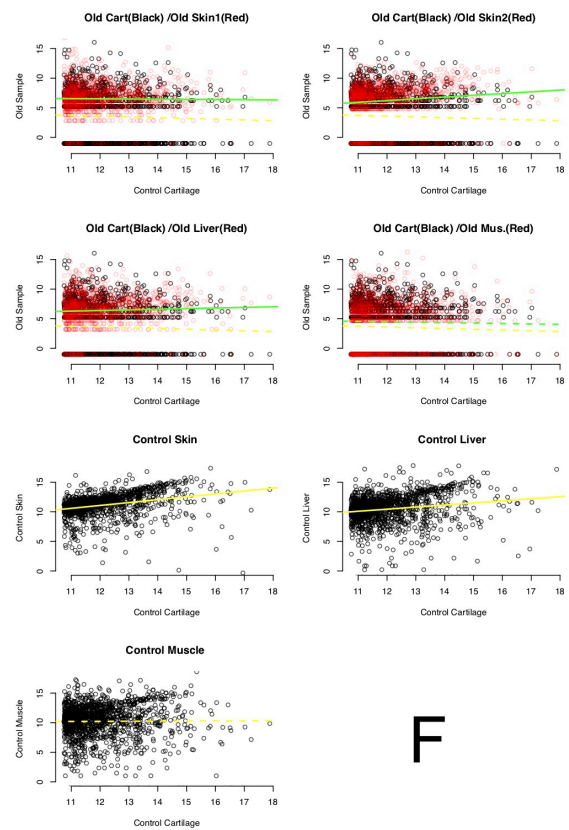 Old Cart(Black) /Old Skin1(Red)
Old Sample
15
10
5
0
11 12 13 14 15 16 17 18
Control Cartilage
Old Cart(Black) /Old Skin2(Red)
Old Sample
15
10
5
0
11 12 13 14 15 16 17 18
Control Cartilage
Old Cart(Black) /Old Liver(Red)
Old Sample
15
10
5
0
11 12 13 14 15 16 17 18
Control Cartilage
Old Cart(Black) /Old Mus.(Red)
Old Sample
15
10
5
0
11 12 13 14 15 16 17 18
Control Cartilage
Control Skin
Control Skin
15
10
5
0
11 12 13 14 15 16 17 18
Control Cartilage
Control Liver
Control Liver
15
10
5
0
11 12 13 14 15 16 17 18
Control Cartilage
Control Muscle
Control Muscle
15
10
5
0
11 12 13 14 15 16 17 18
Control Cartilage
F